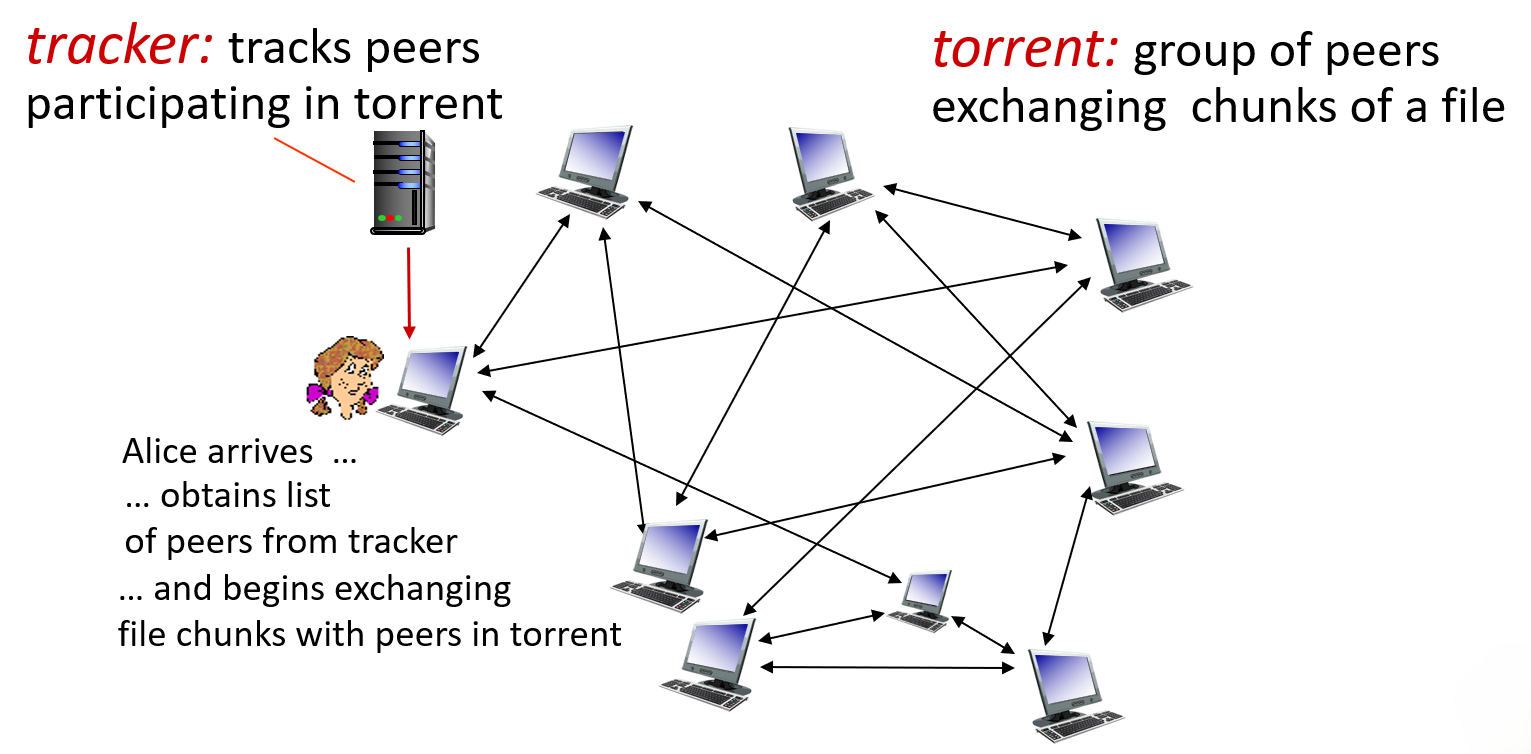 tracker: tracks peers
participating in torrent
torrent: group of peers
exchanging chunks of a file
Alice arrives …
… obtains list
of peers from tracker
… and begins exchanging
file chunks with peers in torrent